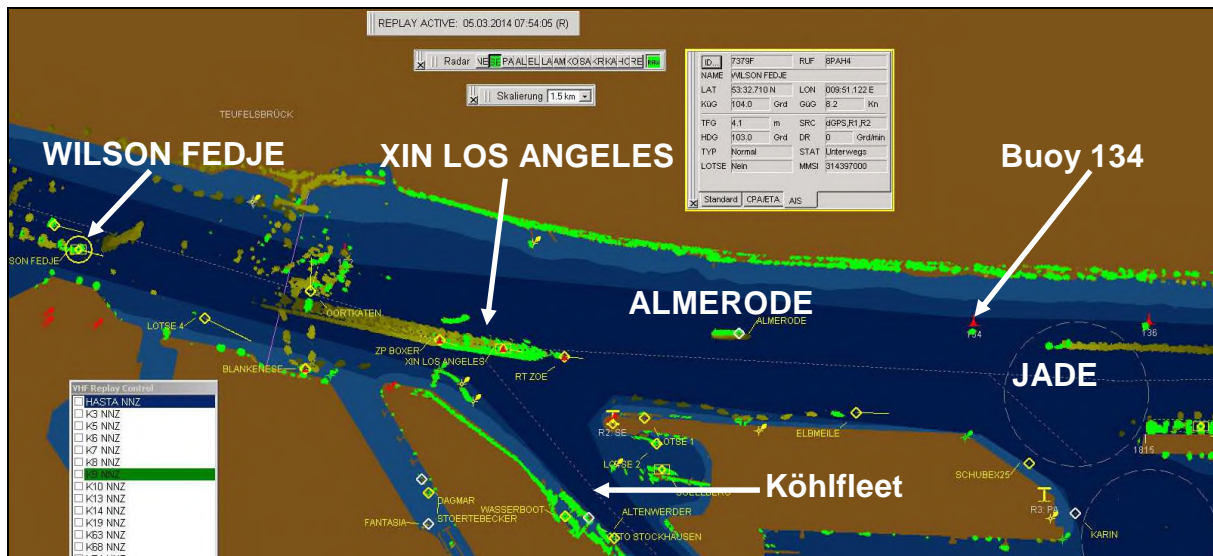 REPLAY ACTIVE: 05.03.2014 07:54:05 (R)
Radar
Skalierung 1.5 km
ID... 7379F RUF 8PAH4
NAME WILSON FEDJE
LAT 53:32.710 N LON 009:51.122 E
KüG 104.0 Grd GüG 8.2 Kn
TFG 4.1 m SRC dGPS,R1,R2
HDG 103.0 Grd DR 0 Grd/min
TYP Normal STAT Unterwegs
LOTSE Nein MMSI 314397000
Standard CPA/ETA AIS
TEUFELSBRÜCK
WILSON FEDJE
XIN LOS ANGELES
Buoy 134
SON FEDJE
OORTKATEN
ALMERODE
ALMERODE
LOTSE 4
ZP BOXER
XIN LOS ANGELES
RT ZOE
134
136
BLANKENESE
JADE
R2: SE
LOTSE 1
ELBMEILE
LOTSE 2
1815
SCHUBEX25
Köhlfleet
R3: PA
DAGMAR
STOERTEBECKER
WASSERBOOT
ALTENWERDER
FANTASIA
STOCKHAUSEN
KARIN
VHF Replay Control
HASTA NNZ
K3 NNZ
K5 NNZ
K6 NNZ
K7 NNZ
K8 NNZ
K9 NNZ
K10 NNZ
K13 NNZ
K14 NNZ
K19 NNZ
K63 NNZ
K68 NNZ